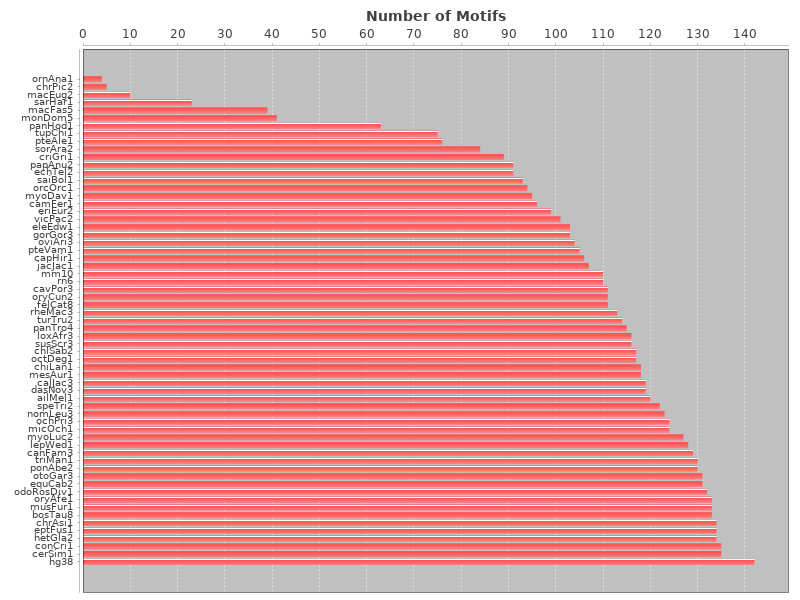 Number of Motifs
0 10 20 30 40 50 60 70 80 90 100 110 120 130 140
ornAna1
chrPic2
macEug2
sarHar1
macFas5
monDom5
panHod1
tupChi1
pteAle1
sorAra2
criGri1
papAnu2
echTel2
saiBol1
orcOrc1
myoDav1
camFer1
eriEur2
vicPac2
eleEdw1
gorGor3
oviAri3
pteVam1
capHir1
jacJac1
mm10
rn6
cavPor3
oryCun2
felCat8
rheMac3
turTru2
panTro4
loxAfr3
susScr3
chlSab2
octDeg1
chiLan1
mesAur1
calJac3
dasNov3
ailMel1
speTri2
nomLeu3
ochPri3
micOch1
myoLuc2
lepWed1
canFam3
triMan1
ponAbe2
otoGar3
equCab2
odoRosDiv1
oryAfe1
musFur1
bosTau8
chrAsi1
eptFus1
hetGla2
conCri1
cerSim1
hg38